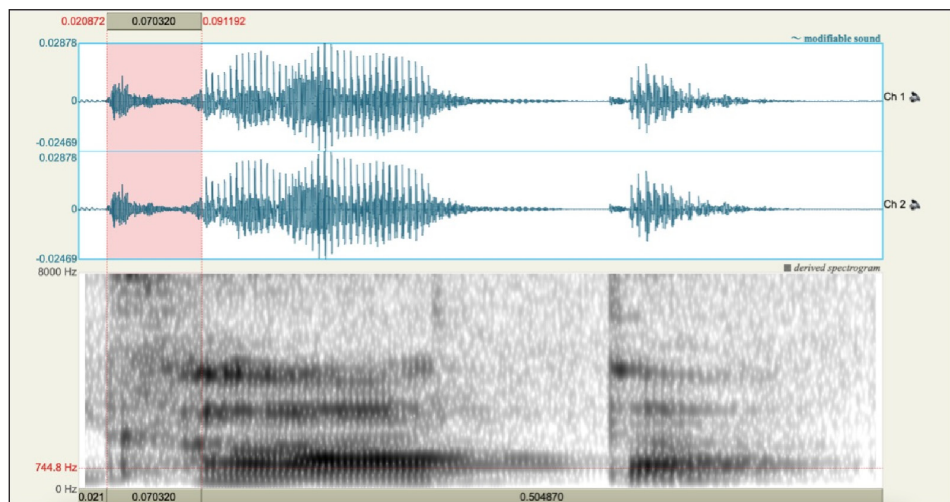 0.020872 0.070320 0.091192
0.02878 ~ modifiable sound
0 Ch 1
-0.02469
0.02878
0 Ch 2
-0.02469
8000 Hz derived spectrogram
744.8 Hz
0 Hz
0.021 0.070320 0.504870